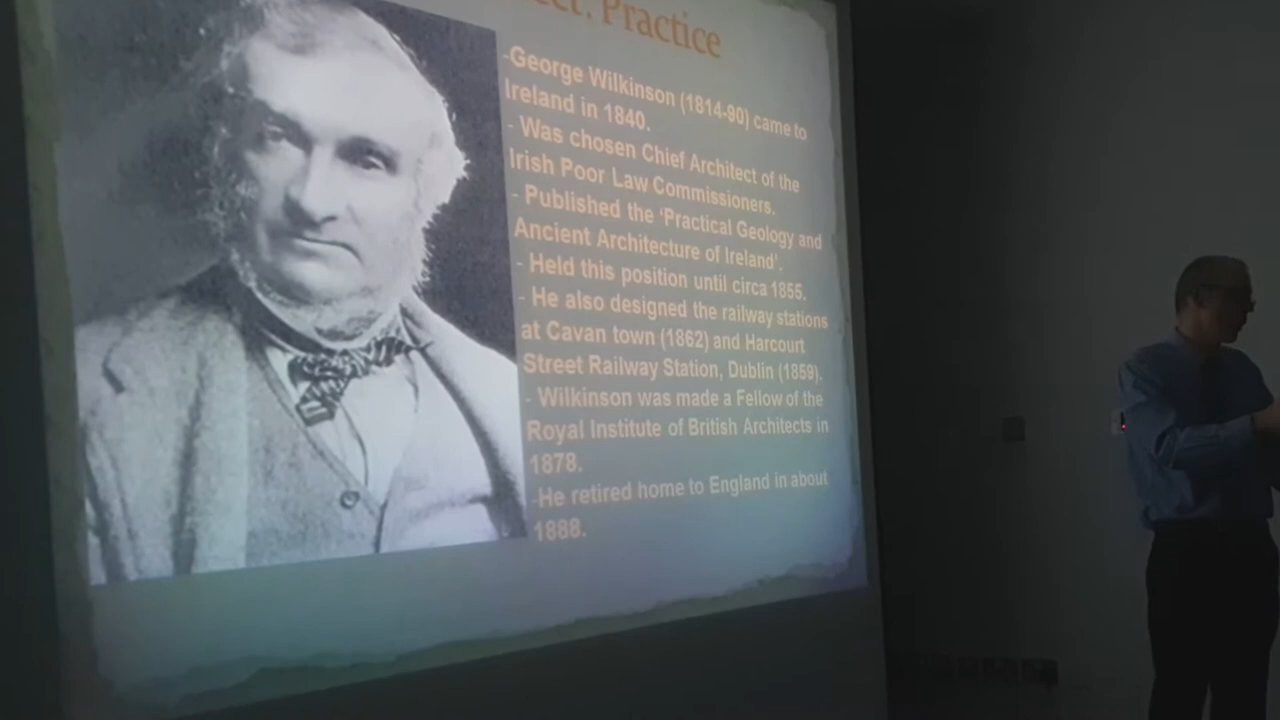 Practice
-George Wilkinson (1814-90) came to
Ireland in 1840.
- Was chosen Chief Architect of the
Irish Poor Law Commissioners.
- Published the ‘Practical Geology and
Ancient Architecture of Ireland’.
- Held this position until circa 1855.
- He also designed the railway stations
at Cavan town (1862) and Harcourt
Street Railway Station, Dublin (1859).
- Wilkinson was made a Fellow of the
Royal Institute of British Architects in
1878.
-He retired home to England in about
1888.